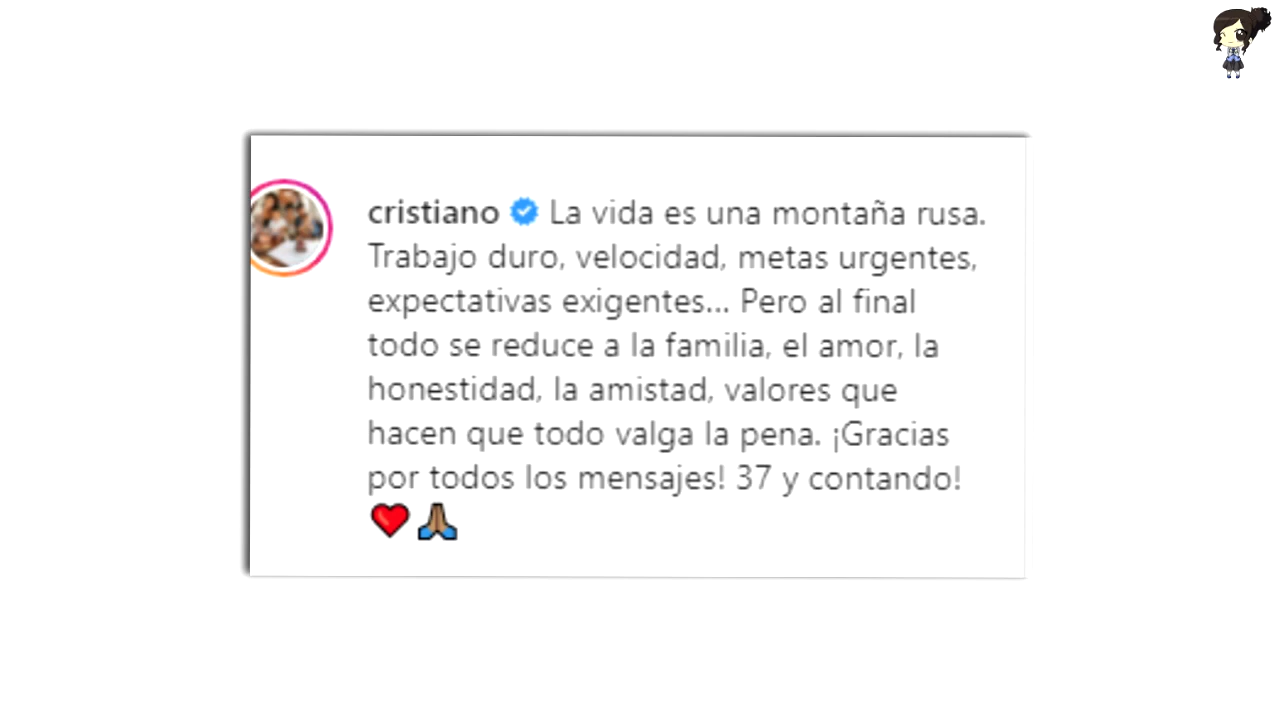 cristiano La vida es una montaña rusa.
Trabajo duro, velocidad, metas urgentes,
expectativas exigentes... Pero al final
todo se reduce a la familia, el amor, la
honestidad, la amistad, valores que
hacen que todo valga la pena. ¡Gracias
por todos los mensajes! 37 y contando!
❤️🙏🏽